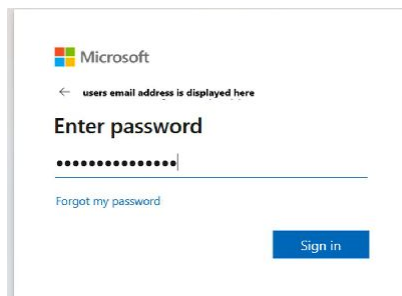 Microsoft
← users email address is displayed here
Enter password
•••••••••••••••
Forgot my password
Sign in